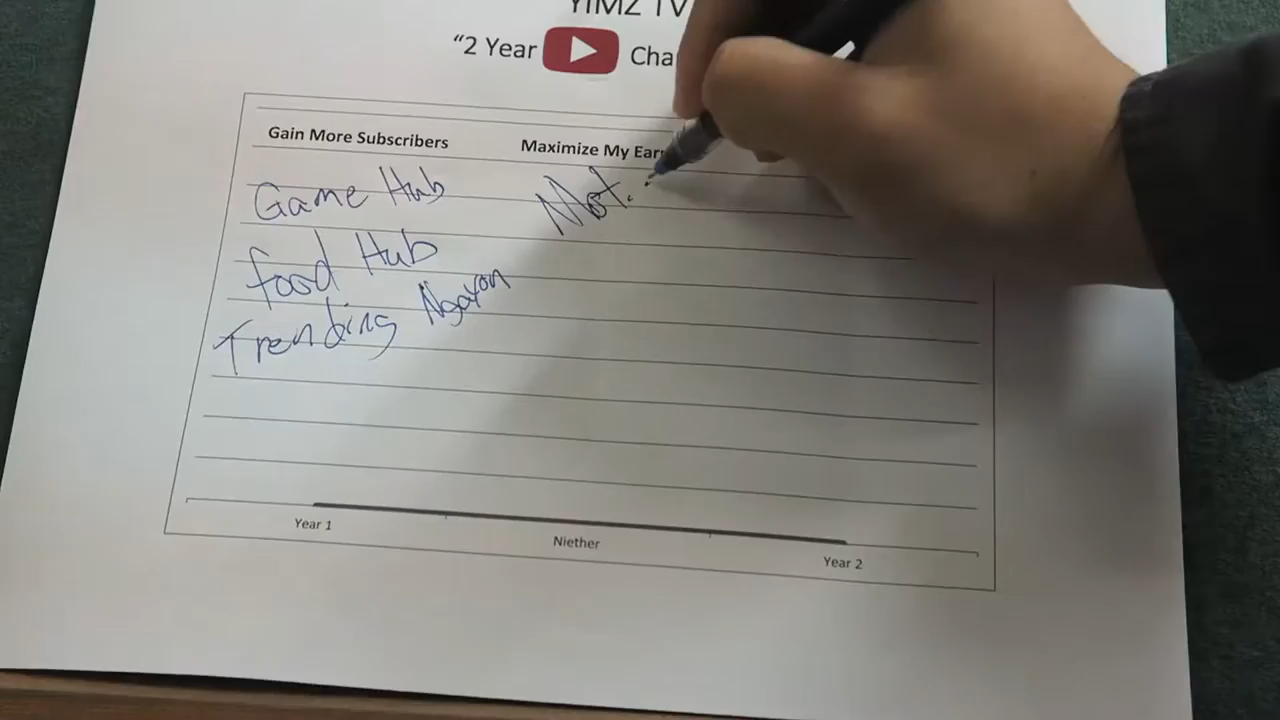 YIMZ TV
“2 Year Cha
Gain More Subscribers Maximize My Ear
Game Hub
food Hub
Trending Ngayon
Year 1 Niether Year 2